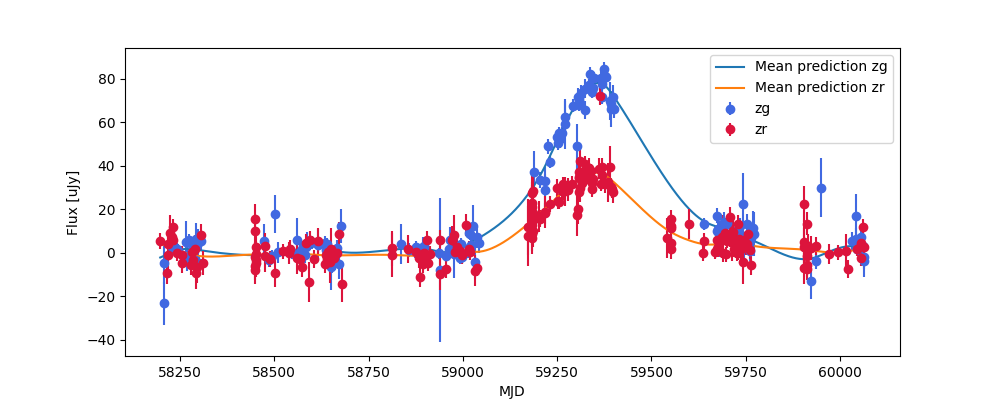 Flux [uJy]
80
60
40
20
0
−20
−40
Mean prediction zg
Mean prediction zr
zg
zr
58250
58500
58750
59000
59250
59500
59750
60000
MJD